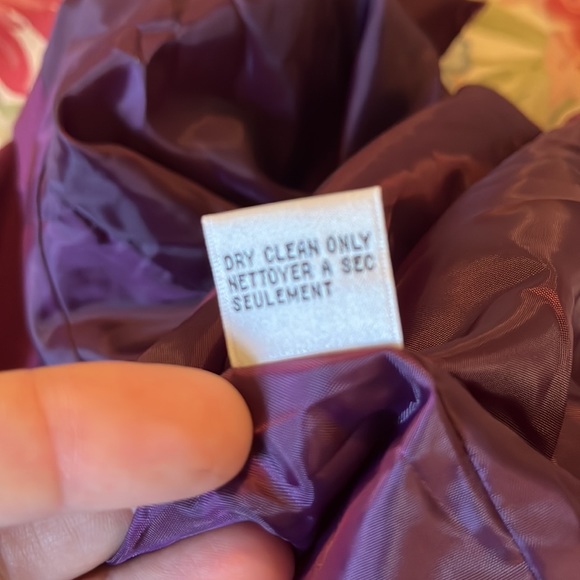 DRY CLEAN ONLY
NETTOYER A SEC
SEULEMENT